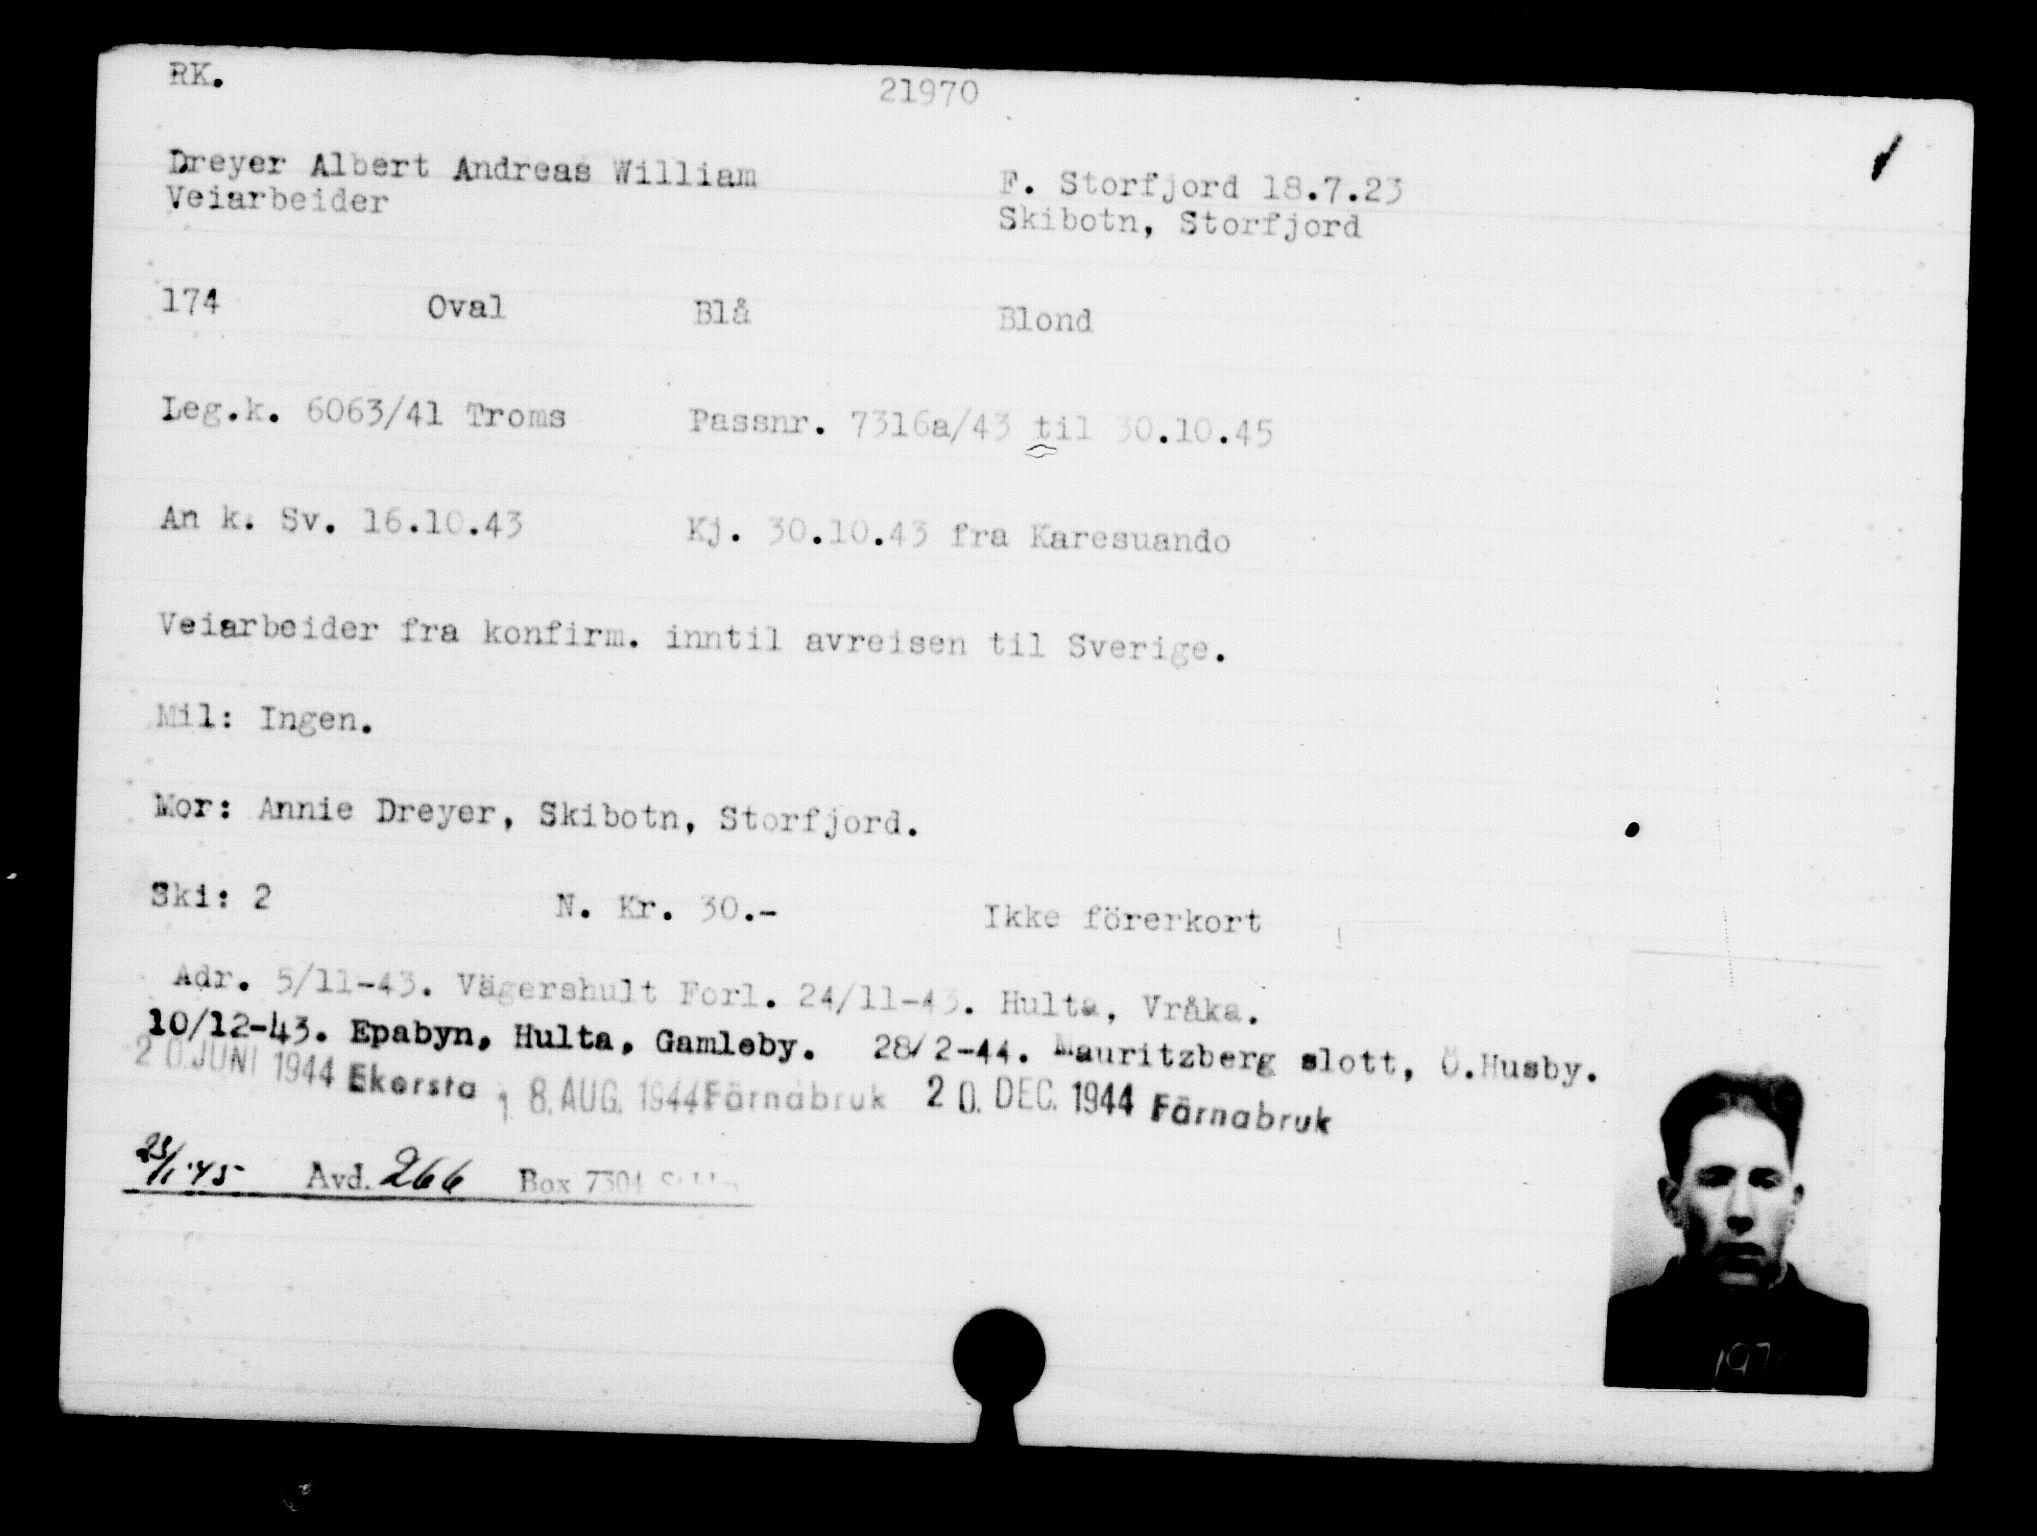 RK. 21970
Dreyer Albert Andreas William F. Storfjord 18.7.23
Veiarbeider Skibotn, Storfjord
174 Oval Blå Blond
Leg.k. 6063/41 Troms Passnr. 7316a/43 til 30.10.45
An k. Sv. 16.10.43 Kj. 30.10.43 fra Karesuando
Veiarbeider fra konfirm. inntil avreisen til Sverige.
Mil: Ingen.
Mor: Annie Dreyer, Skibotn, Storfjord.
Ski: 2 N. Kr. 30.- Ikke förerkort
Adr. 5/11-43. Vägershult Forl. 24/11-43. Hulta, Vråka.
10/12-43. Epabyn, Hulta, Gamleby. 28/2-44. Mauritzberg slott, Ö.Husby.
20.JUNI 1944 Ekersta 18.AUG. 1944 Färnabruk 20.DEC. 1944 Färnabruk
23/1-45 Avd. 266 Box 7304